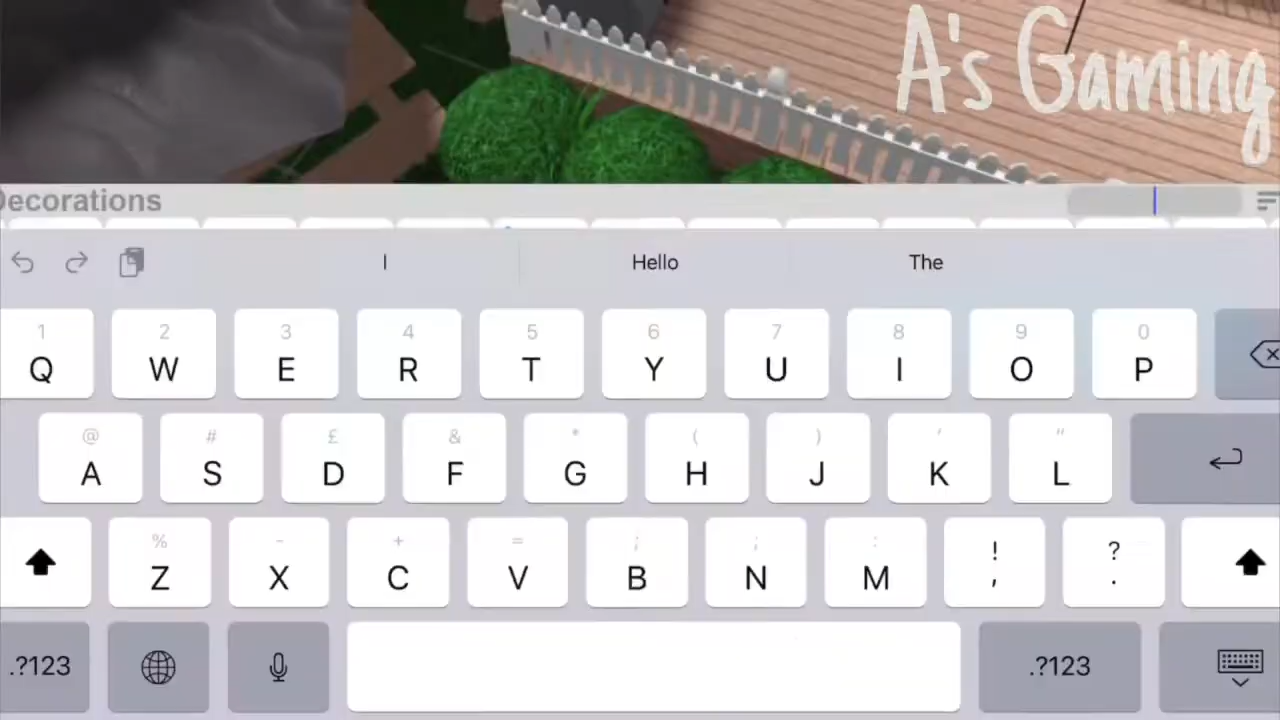 A's Gaming
Decorations
I Hello The
1 2 3 4 5 6 7 8 9 0
Q W E R T Y U I O P
@ # £ & * ( ) ' "
A S D F G H J K L
% - + = / ; : ! ?
Z X C V B N M , .
.?123 .?123